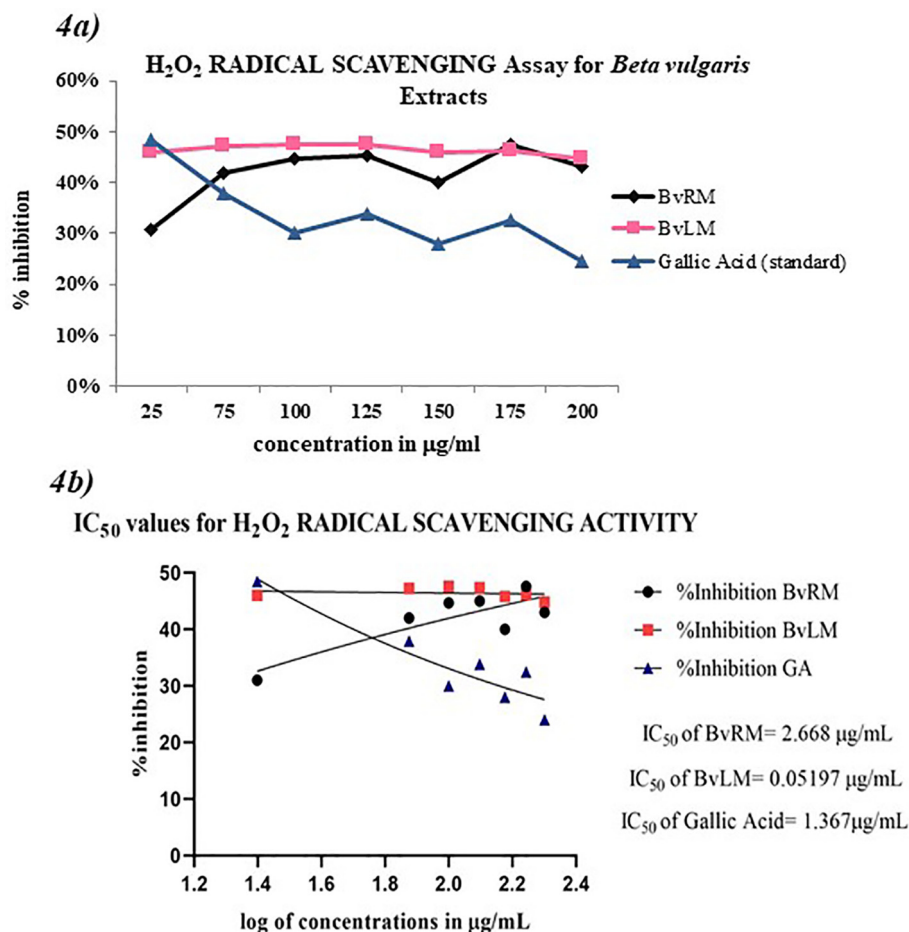 4a)
H₂O₂ RADICAL SCAVENGING Assay for Beta vulgaris
Extracts
60%
50%
40%
30%
20%
10%
0%
% inhibition
25 75 100 125 150 175 200
concentration in µg/ml
BvRM
BvLM
Gallic Acid (standard)
4b)
IC₅₀ values for H₂O₂ RADICAL SCAVENGING ACTIVITY
50
40
30
20
10
0
%inhibition
1.2 1.4 1.6 1.8 2.0 2.2 2.4
log of concentrations in µg/mL
%Inhibition BvRM
%Inhibition BvLM
%Inhibition GA
IC₅₀ of BvRM= 2.668 µg/mL
IC₅₀ of BvLM= 0.05197 µg/mL
IC₅₀ of Gallic Acid= 1.367µg/mL